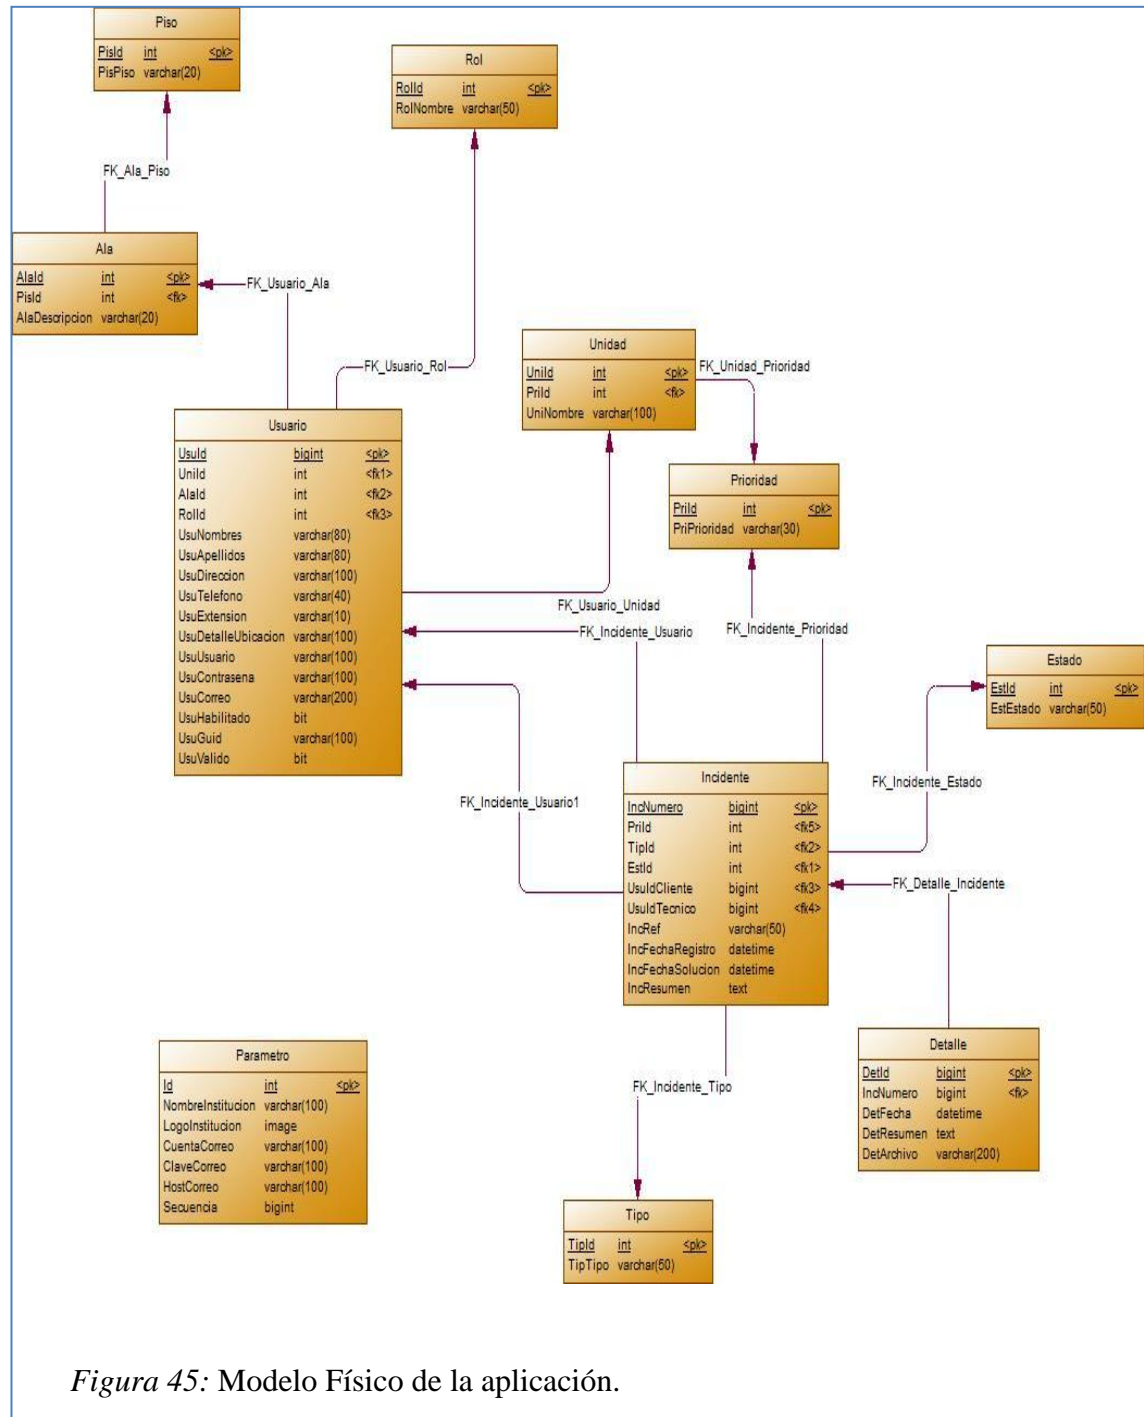 Piso
PisId int <pk>
PisPiso varchar(20)
Rol
RolId int <pk>
RolNombre varchar(50)
FK_Ala_Piso
Ala
AlaId int <pk>
PisId int <fk>
AlaDescripcion varchar(20)
FK_Usuario_Ala
FK_Usuario_Rol
Unidad
UniId int <pk>
PriId int <fk>
UniNombre varchar(100)
FK_Unidad_Prioridad
Usuario
UsuId bigint <pk>
UniId int <fk1>
AlaId int <fk2>
RolId int <fk3>
UsuNombres varchar(80)
UsuApellidos varchar(80)
UsuDireccion varchar(100)
UsuTelefono varchar(40)
UsuExtension varchar(10)
UsuDetalleUbicacion varchar(100)
UsuUsuario varchar(100)
UsuContrasena varchar(100)
UsuCorreo varchar(200)
UsuHabilitado bit
UsuGuid varchar(100)
UsuValido bit
Prioridad
PriId int <pk>
PriPrioridad varchar(30)
FK_Usuario_Unidad
FK_Incidente_Usuario
FK_Incidente_Prioridad
Estado
EstId int <pk>
EstEstado varchar(50)
FK_Incidente_Usuario1
Incidente
IncNumero bigint <pk>
PriId int <fk5>
TipId int <fk2>
EstId int <fk1>
UsuIdCliente bigint <fk3>
UsuIdTecnico bigint <fk4>
IncRef varchar(50)
IncFechaRegistro datetime
IncFechaSolucion datetime
IncResumen text
FK_Incidente_Estado
FK_Detalle_Incidente
Parametro
Id int <pk>
NombreInstitucion varchar(100)
LogoInstitucion image
CuentaCorreo varchar(100)
ClaveCorreo varchar(100)
HostCorreo varchar(100)
Secuencia bigint
FK_Incidente_Tipo
Detalle
DetId bigint <pk>
IncNumero bigint <fk>
DetFecha datetime
DetResumen text
DetArchivo varchar(200)
Tipo
TipId int <pk>
TipTipo varchar(50)
Figura 45: Modelo Físico de la aplicación.